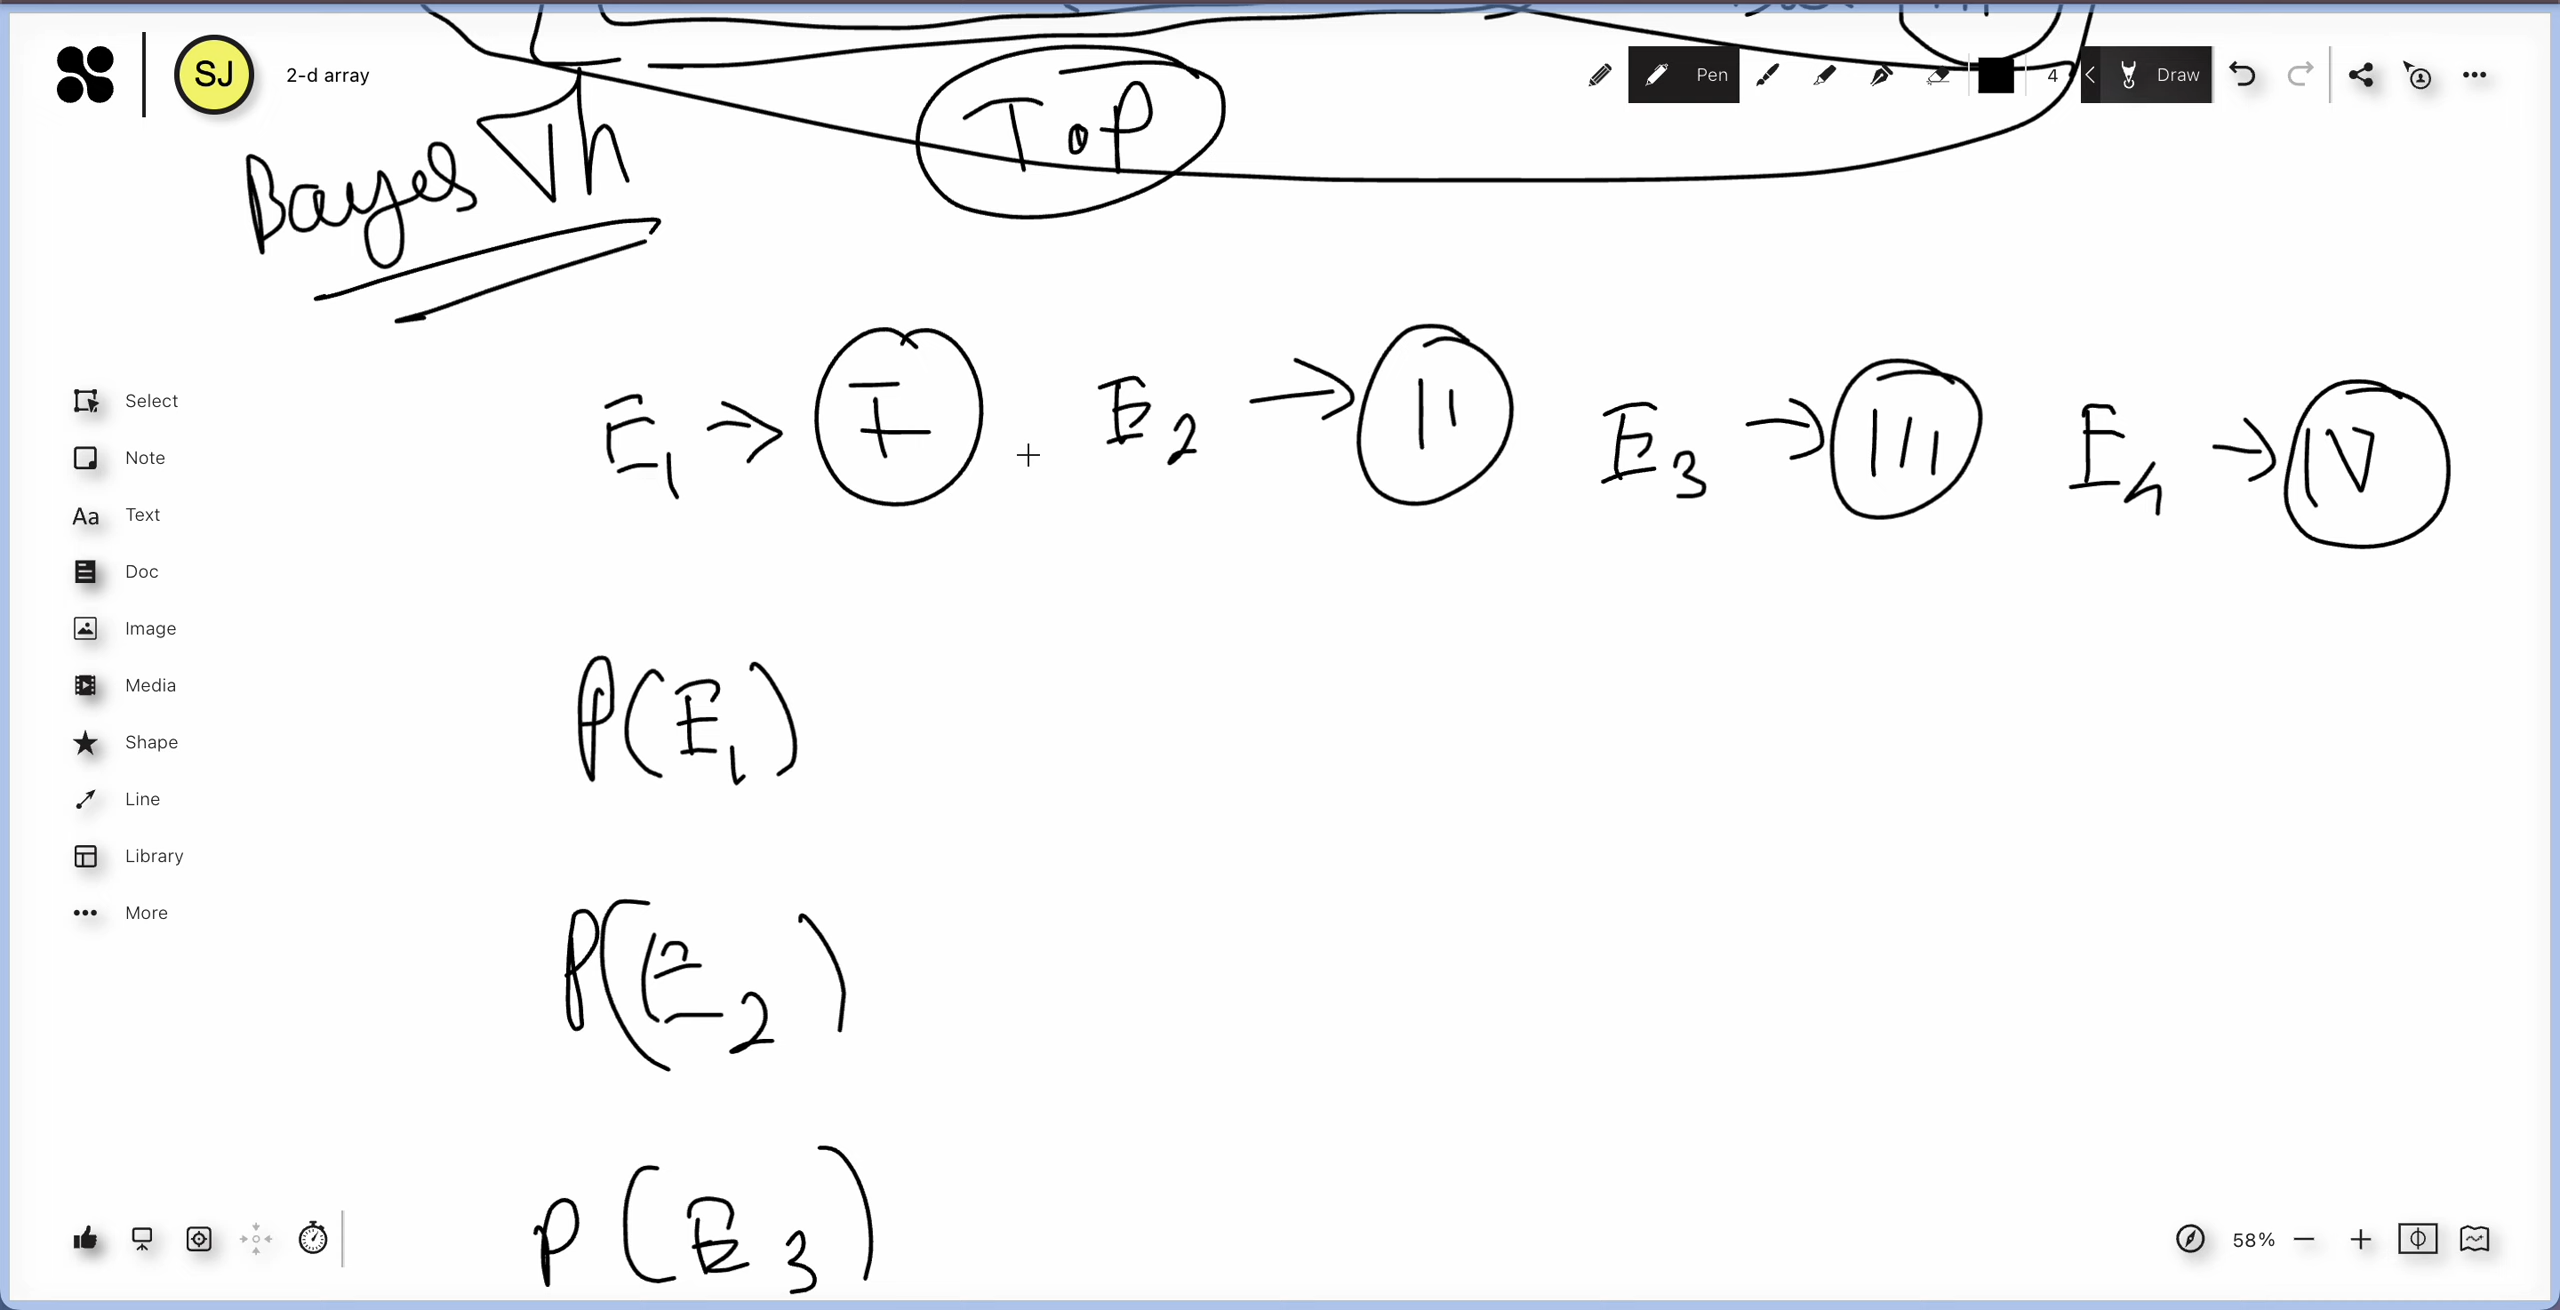 SJ 2-d array Pen 4 Draw
ToP
Bayes Th
E1 → I E2 → II E3 → III E4 → IV
Select
Note
Aa Text
Doc
Image
P(E1)
Media
Shape
Line
Library
More
P(E2)
P(E3)
58%